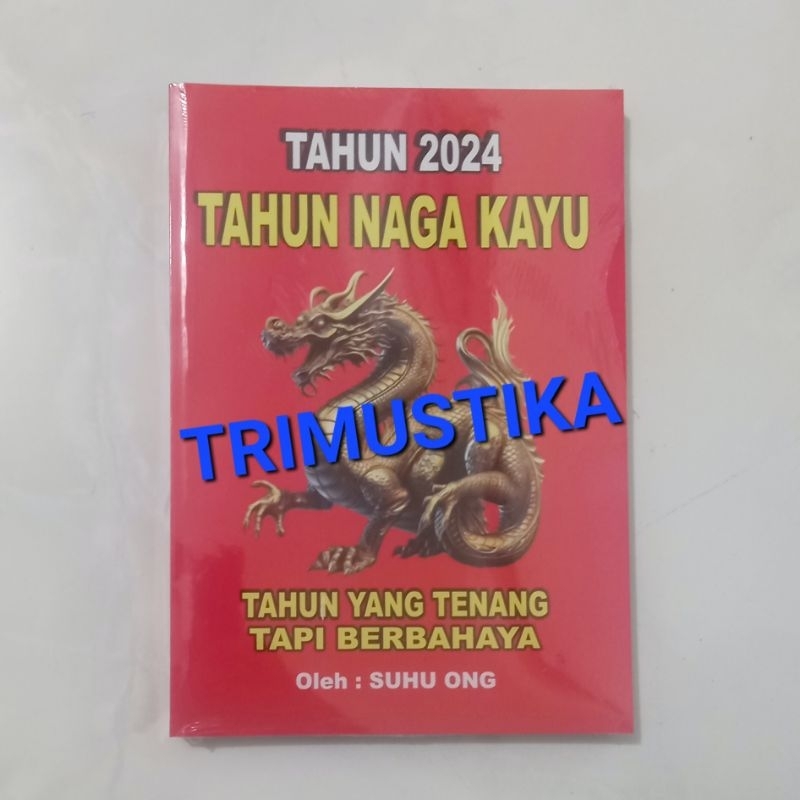 TAHUN 2024
TAHUN NAGA KAYU
TRIMUSTIKA
TAHUN YANG TENANG
TAPI BERBAHAYA
Oleh : SUHU ONG